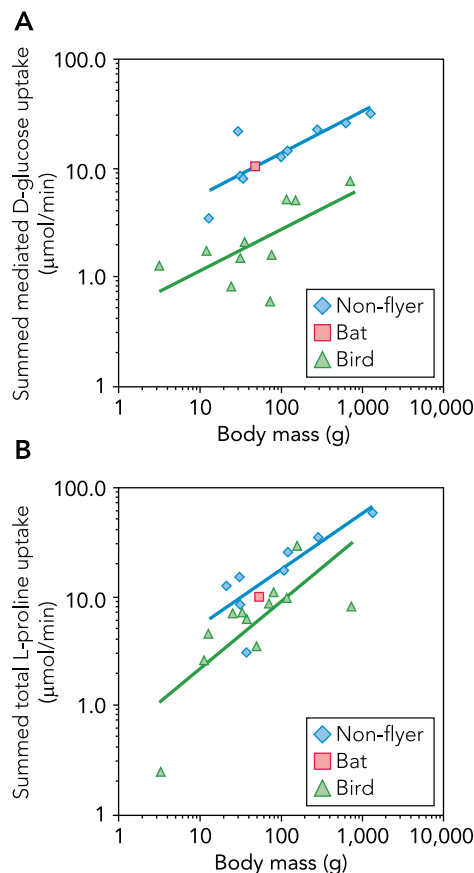 A
Summed mediated D-glucose uptake
(µmol/min)
100.0
10.0
1.0
1
Non-flyer
Bat
Bird
1
10
100
1,000
10,000
Body mass (g)
B
Summed total L-proline uptake
(µmol/min)
100.0
10.0
1.0
1
Non-flyer
Bat
Bird
1
10
100
1,000
10,000
Body mass (g)